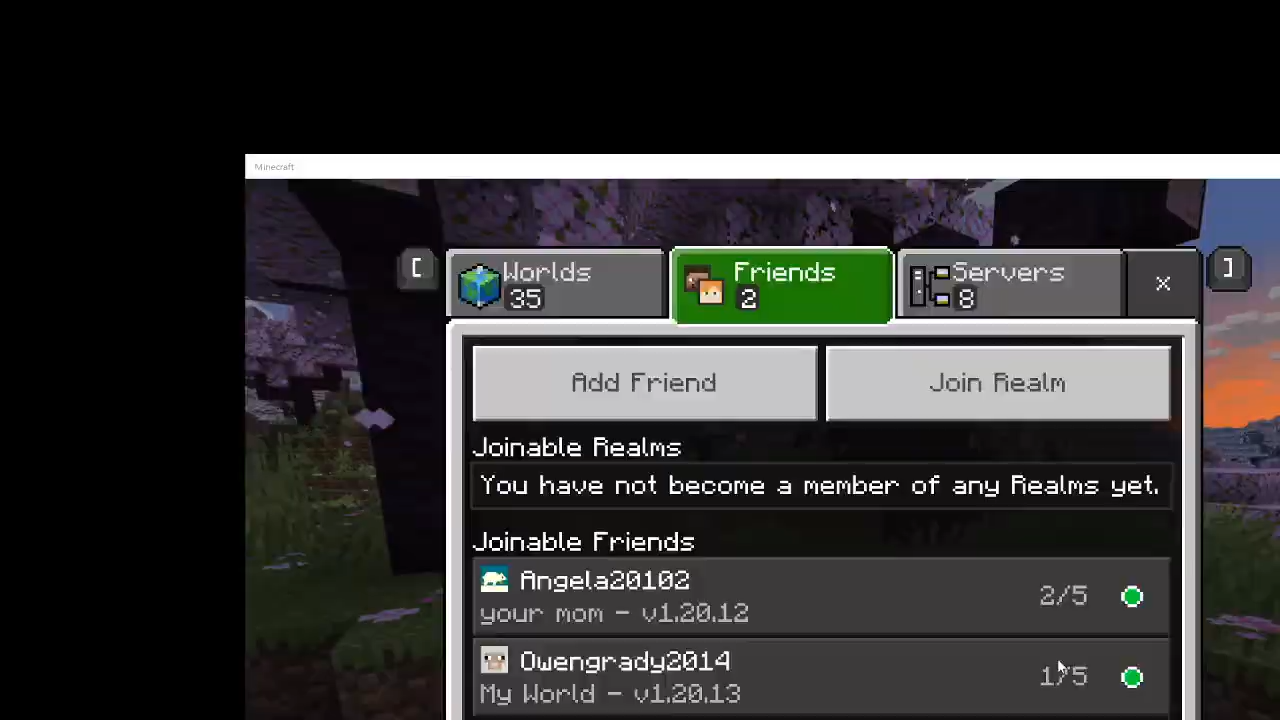 Minecraft
[
Worlds
35
Friends
2
Servers
8
×
]
Add Friend
Join Realm
Joinable Realms
You have not become a member of any Realms yet.
Joinable Friends
Angela20102
your mom - v1.20.12
2/5
Owengrady2014
My World - v1.20.13
1/5